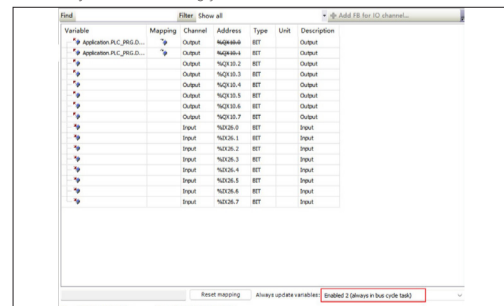 Find Filter Show all Add FB for IO channel...
Variable Mapping Channel Address Type Unit Description
Application.PLC_PRG.D... Output %QX10.0 BIT Output
Application.PLC_PRG.D... Output %QX10.1 BIT Output
Output %QX10.2 BIT Output
Output %QX10.3 BIT Output
Output %QX10.4 BIT Output
Output %QX10.5 BIT Output
Output %QX10.6 BIT Output
Output %QX10.7 BIT Output
Input %IX26.0 BIT Input
Input %IX26.1 BIT Input
Input %IX26.2 BIT Input
Input %IX26.3 BIT Input
Input %IX26.4 BIT Input
Input %IX26.5 BIT Input
Input %IX26.6 BIT Input
Input %IX26.7 BIT Input
Reset mapping Always update variables: Enabled 2 (always in bus cycle task)